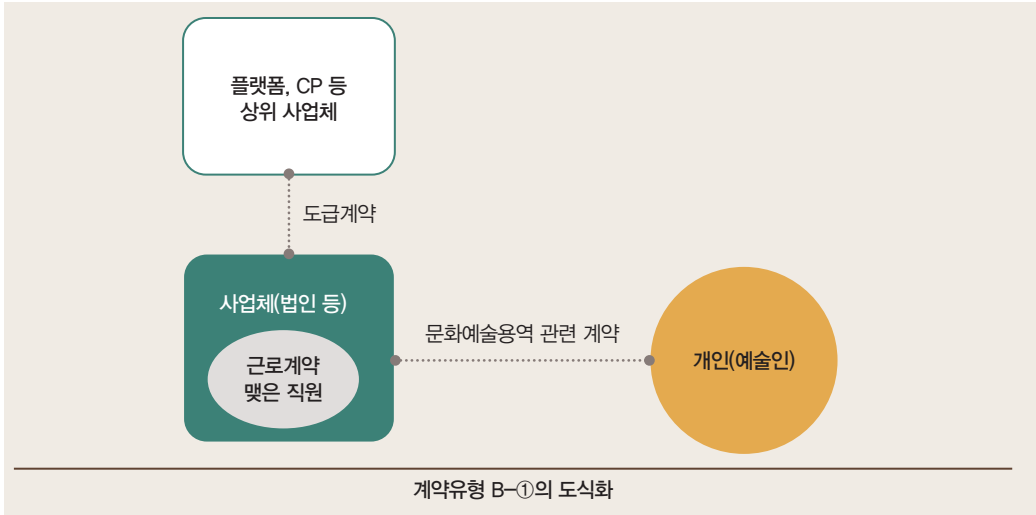 플랫폼, CP 등
상위 사업체
도급계약
사업체(법인 등)
근로계약
맺은 직원
문화예술용역 관련 계약
개인(예술인)
계약유형 B-①의 도식화